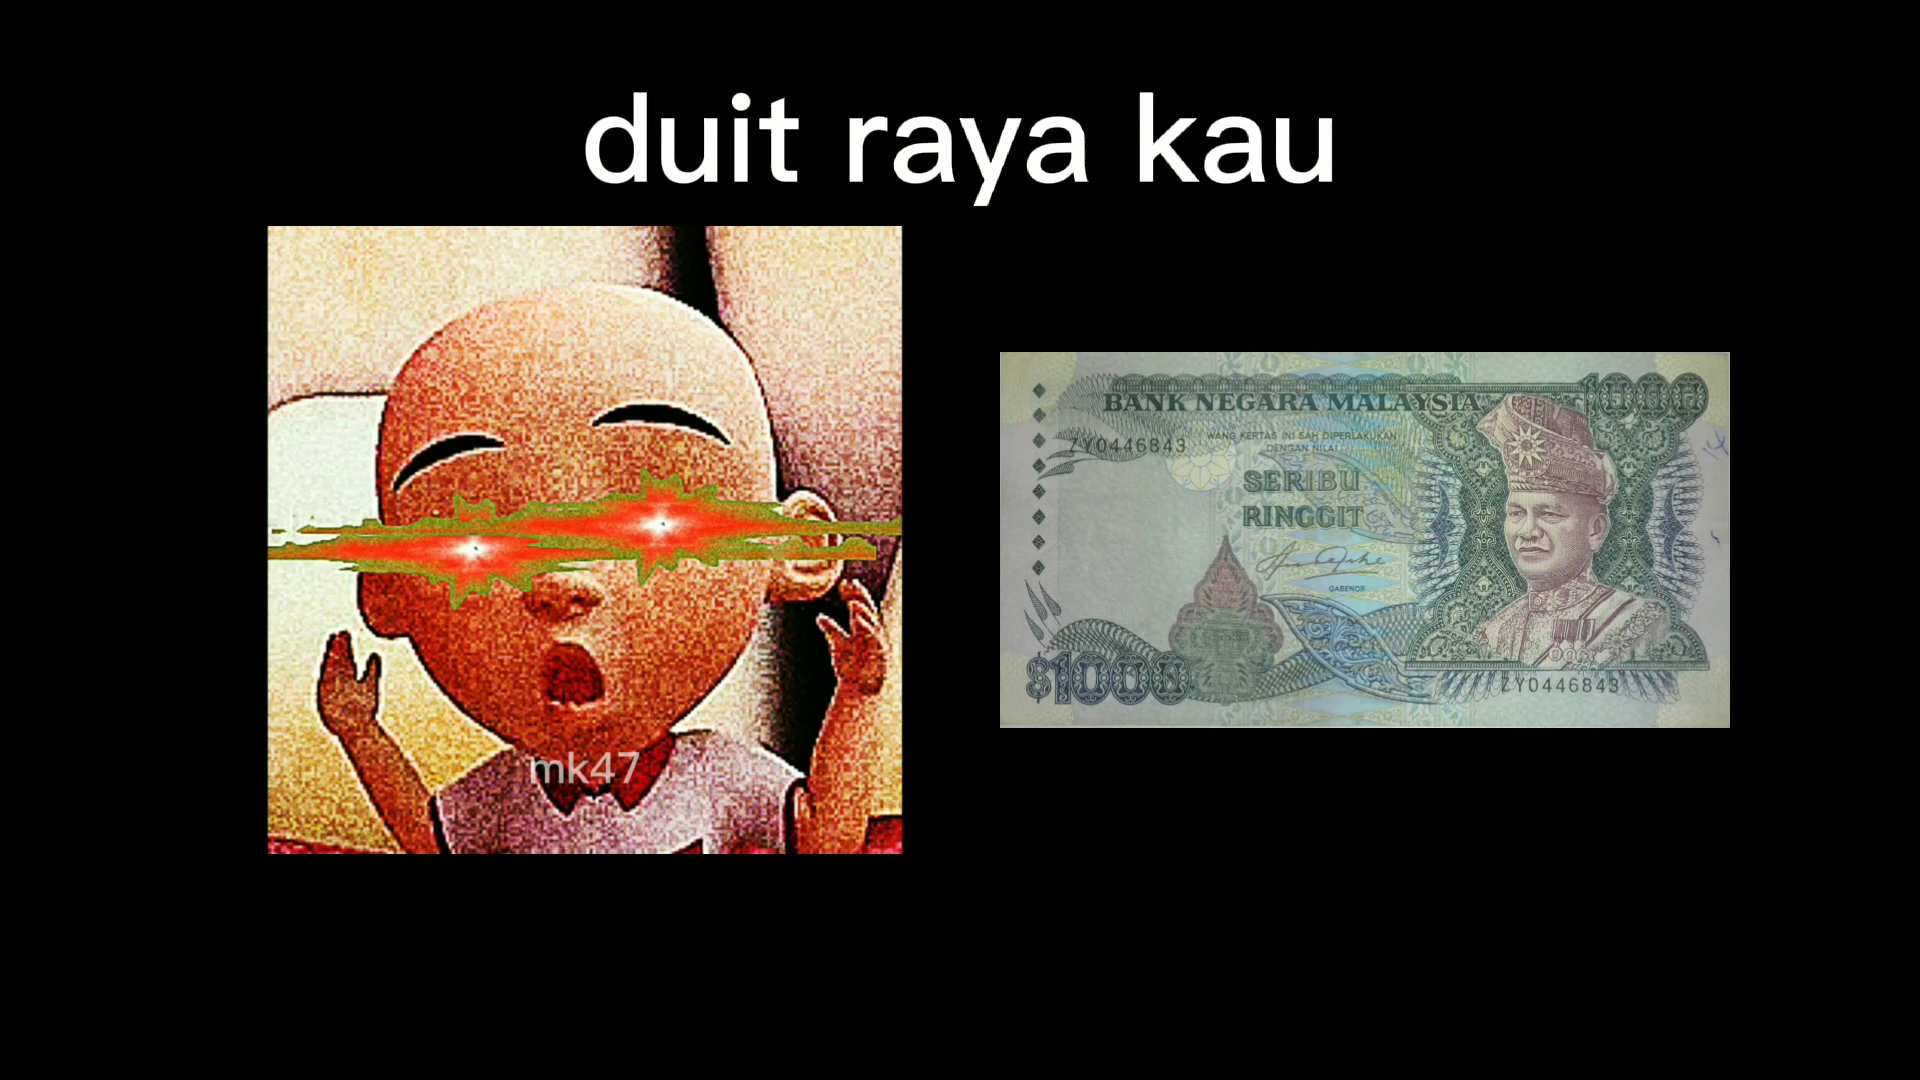 duit raya kau
mk47
BANK NEGARA MALAYSIA
1000
ZY0446843
WANG KERTAS INI SAH DIPERLAKUKAN
DENGAN NILAI
SERIBU
RINGGIT
GABENOR
$1000
ZY0446843